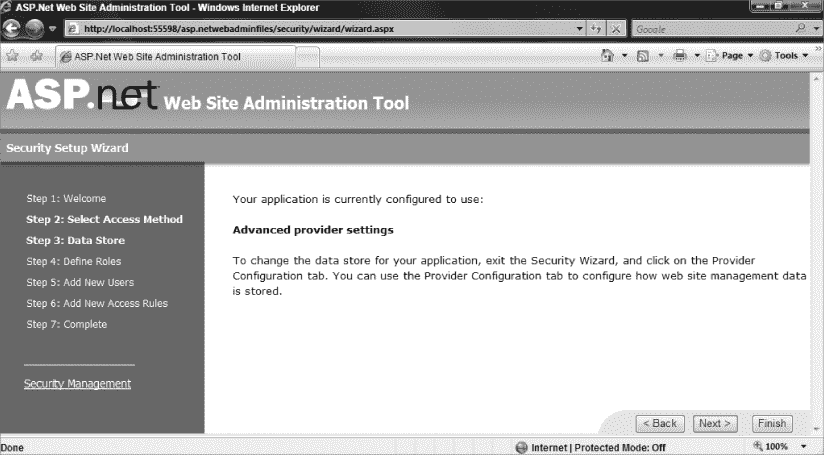 ASP.Net Web Site Administration Tool - Windows Internet Explorer
http://localhost:55598/asp.netwebadminfiles/security/wizard/wizard.aspx
Google
ASP.Net Web Site Administration Tool
Page
Tools
ASP.net Web Site Administration Tool
Security Setup Wizard
Step 1: Welcome
Step 2: Select Access Method
Step 3: Data Store
Step 4: Define Roles
Step 5: Add New Users
Step 6: Add New Access Rules
Step 7: Complete
Security Management
Your application is currently configured to use:
Advanced provider settings
To change the data store for your application, exit the Security Wizard, and click on the Provider
Configuration tab. You can use the Provider Configuration tab to configure how web site management data
is stored.
< Back
Next >
Finish
Done
Internet | Protected Mode: Off
100%